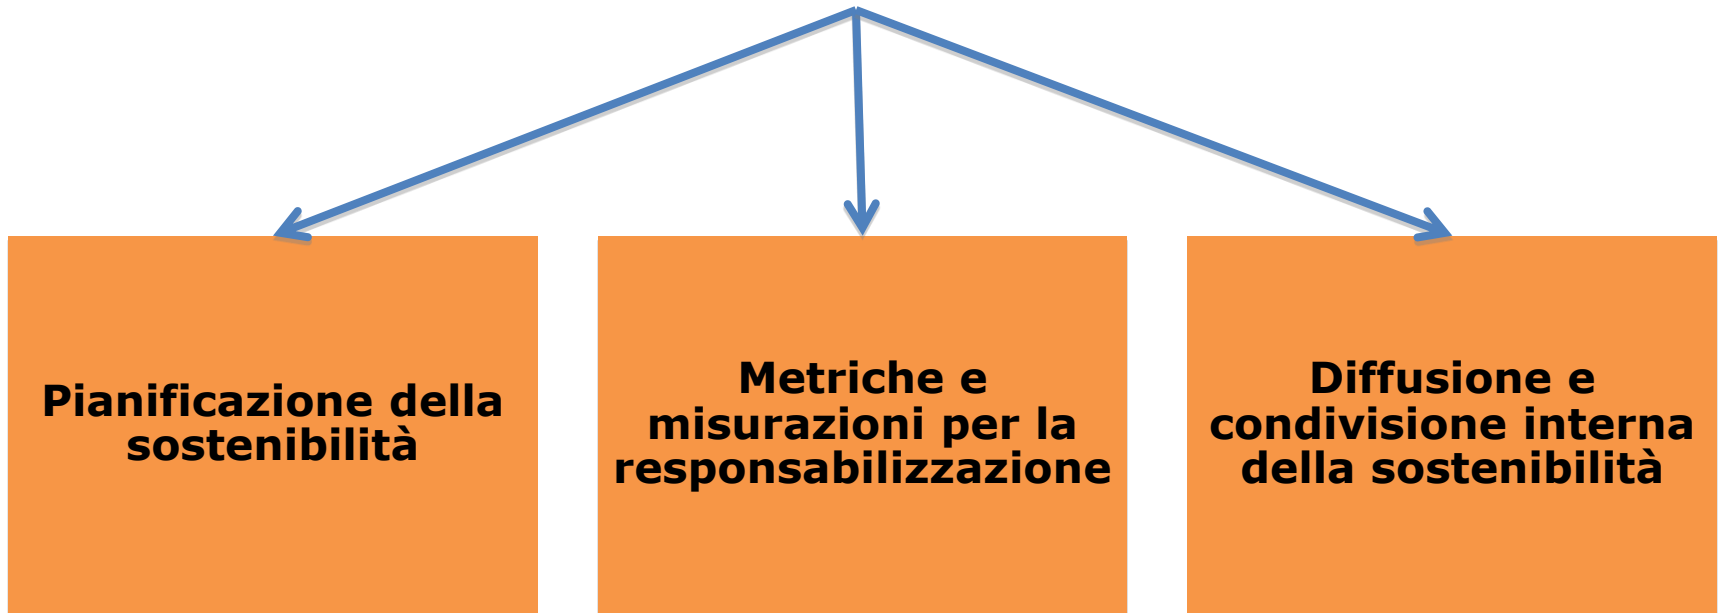 Pianificazione della
sostenibilità
Metriche e
misurazioni per la
responsabilizzazione
Diffusione e
condivisione interna
della sostenibilità